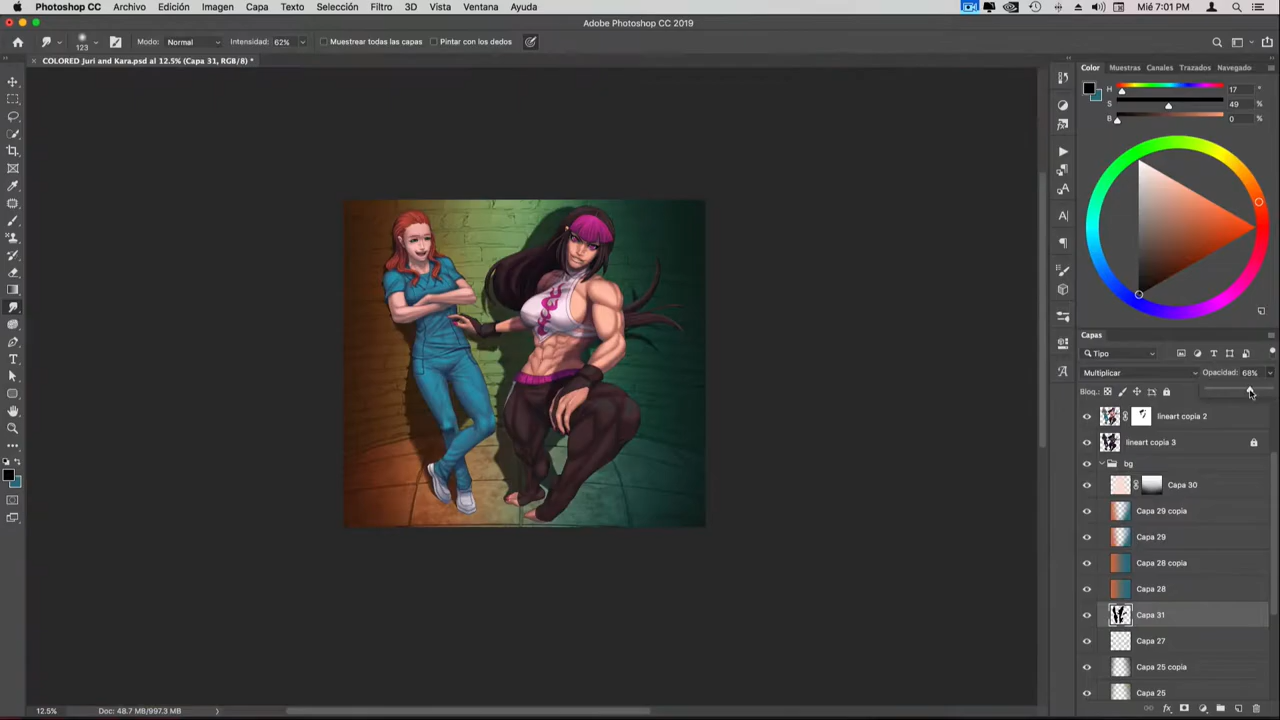 Photoshop CC Archivo Edición Imagen Capa Texto Selección Filtro 3D Vista Ventana Ayuda Mié 7:01 PM
Adobe Photoshop CC 2019
123 Modo: Normal Intensidad: 62% Muestrear todas las capas Pintar con los dedos
× COLORED Juri and Kara.psd al 12.5% (Capa 31, RGB/8) *
Color Muestras Canales Trazados Navegado
H 17 °
S 49 %
B 0 %
Capas
Tipo
Multiplicar Opacidad: 68%
Bloq.:
lineart copia 2
lineart copia 3
bg
Capa 30
Capa 29 copia
Capa 29
Capa 28 copia
Capa 28
Capa 31
Capa 27
Capa 25 copia
Capa 25
12.5% Doc: 48.7 MB/997.3 MB